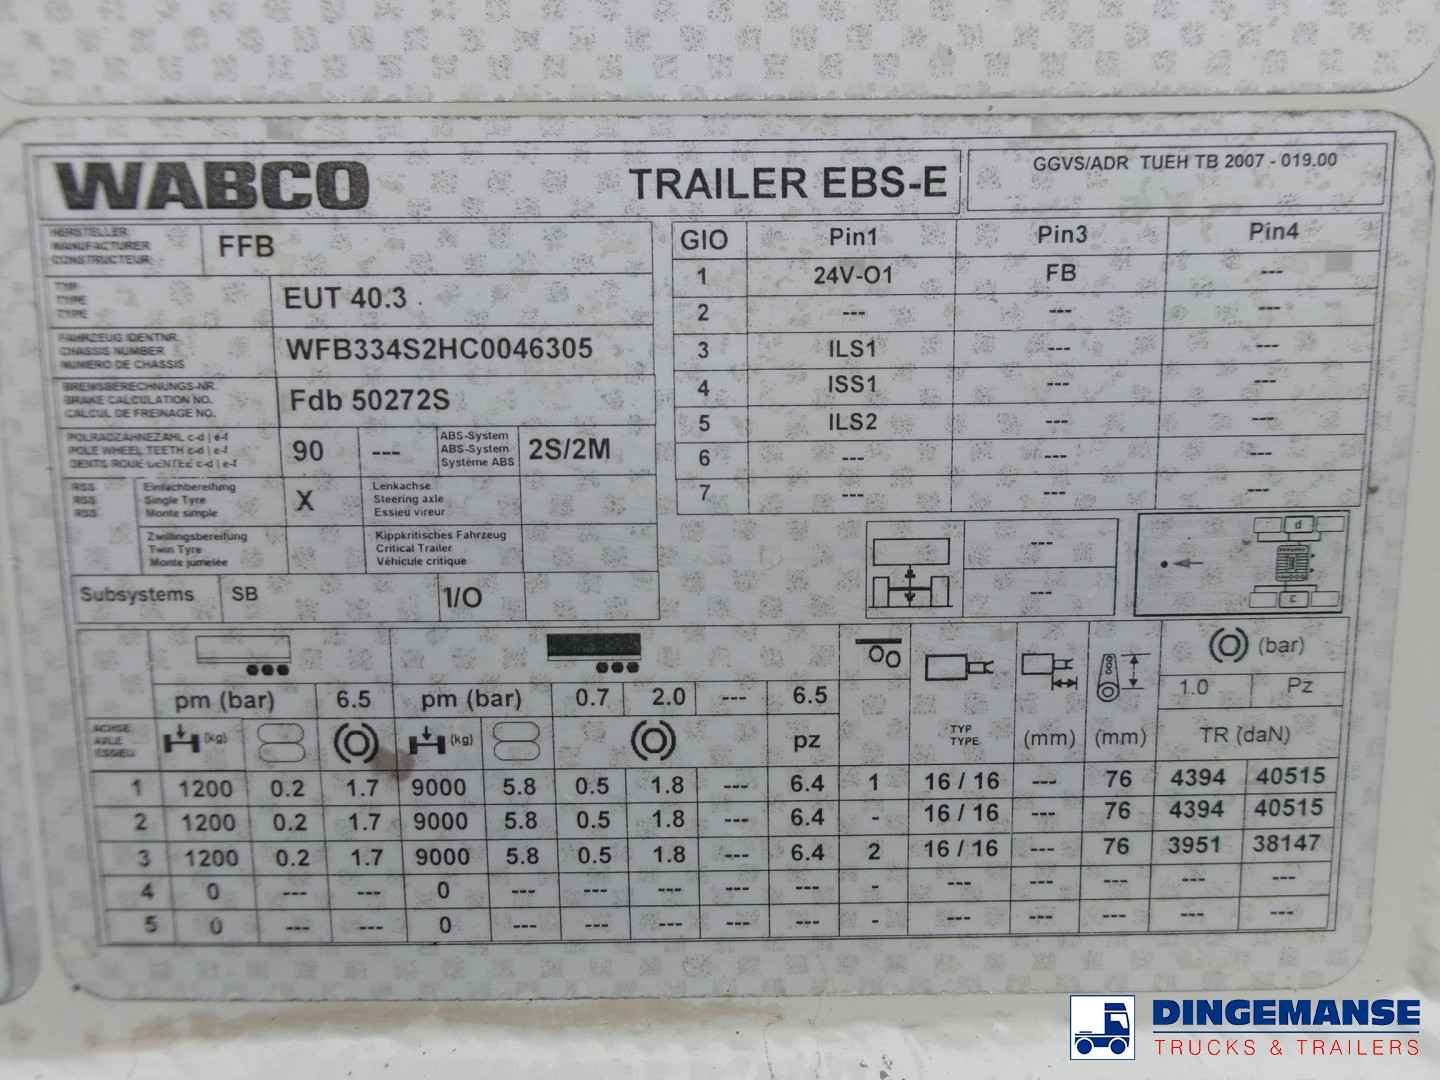 WABCO
TRAILER EBS-E
GGVS/ADR TUEH TB 2007 - 019.00
HERSTELLER
MANUFACTURER
CONSTRUCTEUR
FFB
TYP
TYPE
TYPE
EUT 40.3
FAHRZEUG IDENTNR.
CHASSIS NUMBER
NUMERO DE CHASSIS
WFB334S2HC0046305
BREMSBERECHNUNGS-NR.
BRAKE CALCULATION NO.
CALCUL DE FREINAGE NO.
Fdb 50272S
POLRADZAHNEZAHL c-d | e-f
POLE WHEEL TEETH c-d | e-f
DENTS ROUE DENTEE c-d | e-f
90 ---
ABS-System
ABS-System
Système ABS
2S/2M
RSS
RSS
RSS
Einfachbereifung
Single Tyre
Monte simple
X
Lenkachse
Steering axle
Essieu vireur
Zwillingsbereifung
Twin Tyre
Monte jumelée
Kippkritisches Fahrzeug
Critical Trailer
Véhicule critique
Subsystems SB I/O
GIO Pin1 Pin3 Pin4
1 24V-O1 FB ---
2 --- --- ---
3 ILS1 --- ---
4 ISS1 --- ---
5 ILS2 --- ---
6 --- --- ---
7 --- --- ---
---
---
d
c
pm (bar) 6.5 pm (bar) 0.7 2.0 --- 6.5
(bar)
1.0 Pz
ACHSE
AXLE
ESSIEU
(kg) (kg) pz
TYP
TYPE
(mm) (mm) TR (daN)
1 1200 0.2 1.7 9000 5.8 0.5 1.8 --- 6.4 1 16 / 16 --- 76 4394 40515
2 1200 0.2 1.7 9000 5.8 0.5 1.8 --- 6.4 - 16 / 16 --- 76 4394 40515
3 1200 0.2 1.7 9000 5.8 0.5 1.8 --- 6.4 2 16 / 16 --- 76 3951 38147
4 0 --- --- 0 --- --- --- --- --- - --- --- --- --- ---
5 0 --- --- 0 --- --- --- --- --- - --- --- --- --- ---
DINGEMANSE
TRUCKS & TRAILERS